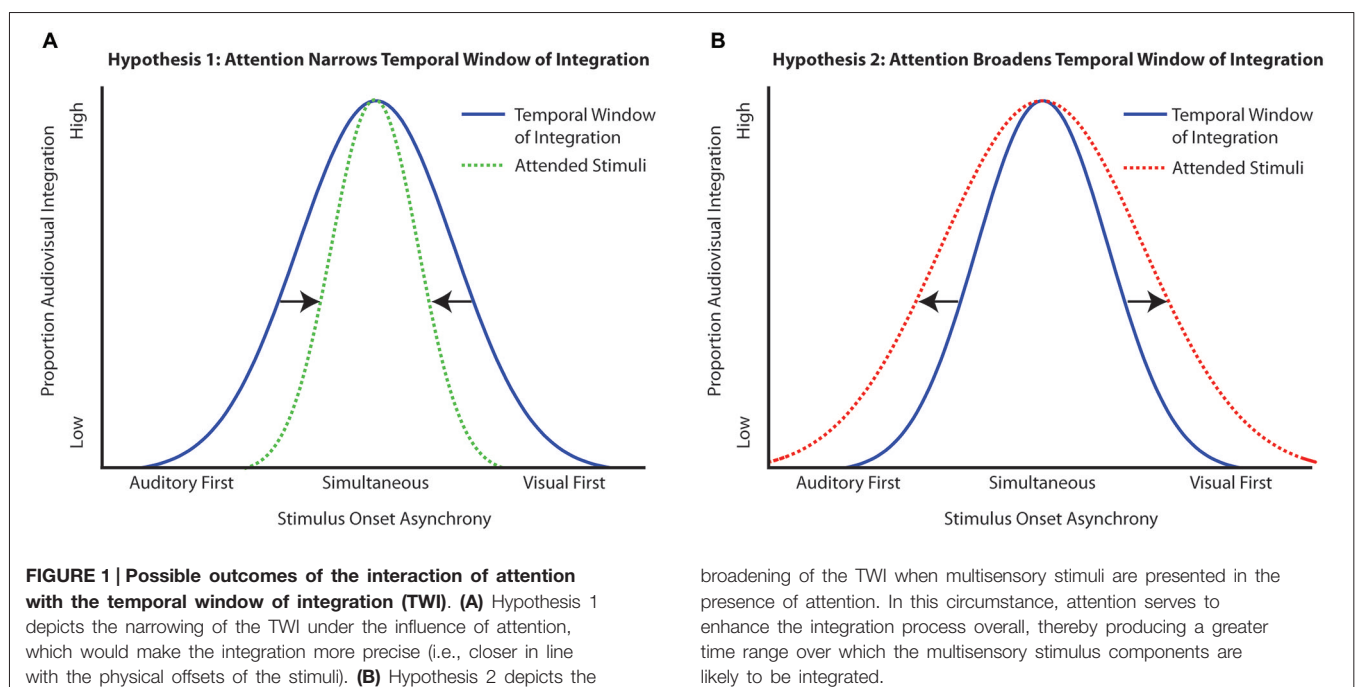 A
Hypothesis 1: Attention Narrows Temporal Window of Integration
Proportion Audiovisual Integration
High
Low
Temporal Window
of Integration
Attended Stimuli
Auditory First
Simultaneous
Visual First
Stimulus Onset Asynchrony
B
Hypothesis 2: Attention Broadens Temporal Window of Integration
Proportion Audiovisual Integration
High
Low
Temporal Window
of Integration
Attended Stimuli
Auditory First
Simultaneous
Visual First
Stimulus Onset Asynchrony
FIGURE 1 | Possible outcomes of the interaction of attention
with the temporal window of integration (TWI). (A) Hypothesis 1
depicts the narrowing of the TWI under the influence of attention,
which would make the integration more precise (i.e., closer in line
with the physical offsets of the stimuli). (B) Hypothesis 2 depicts the
broadening of the TWI when multisensory stimuli are presented in the
presence of attention. In this circumstance, attention serves to
enhance the integration process overall, thereby producing a greater
time range over which the multisensory stimulus components are
likely to be integrated.